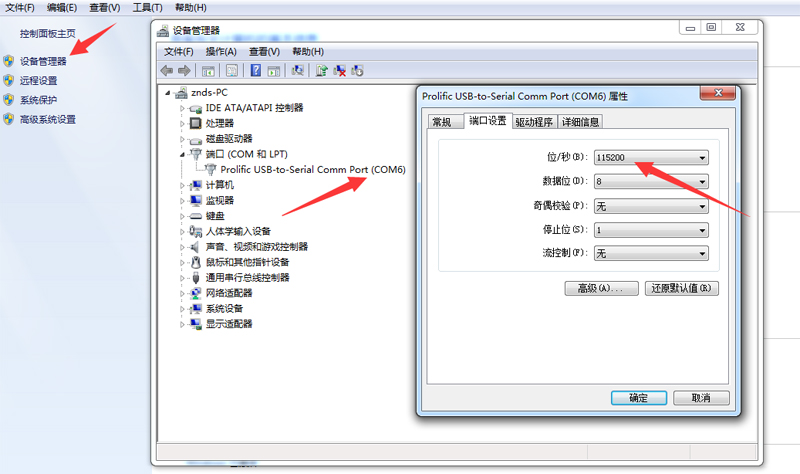 文件(F) 编辑(E) 查看(V) 工具(T) 帮助(H)
控制面板主页
设备管理器
远程设置
系统保护
高级系统设置
设备管理器
文件(F) 操作(A) 查看(V) 帮助(H)
znds-PC
IDE ATA/ATAPI 控制器
处理器
磁盘驱动器
端口 (COM 和 LPT)
Prolific USB-to-Serial Comm Port (COM6)
计算机
监视器
键盘
人体学输入设备
声音、视频和游戏控制器
鼠标和其他指针设备
通用串行总线控制器
网络适配器
系统设备
显示适配器
Prolific USB-to-Serial Comm Port (COM6) 属性
常规 端口设置 驱动程序 详细信息
位/秒(B): 115200
数据位(D): 8
奇偶校验(P): 无
停止位(S): 1
流控制(F): 无
高级(A)... 还原默认值(R)
确定 取消